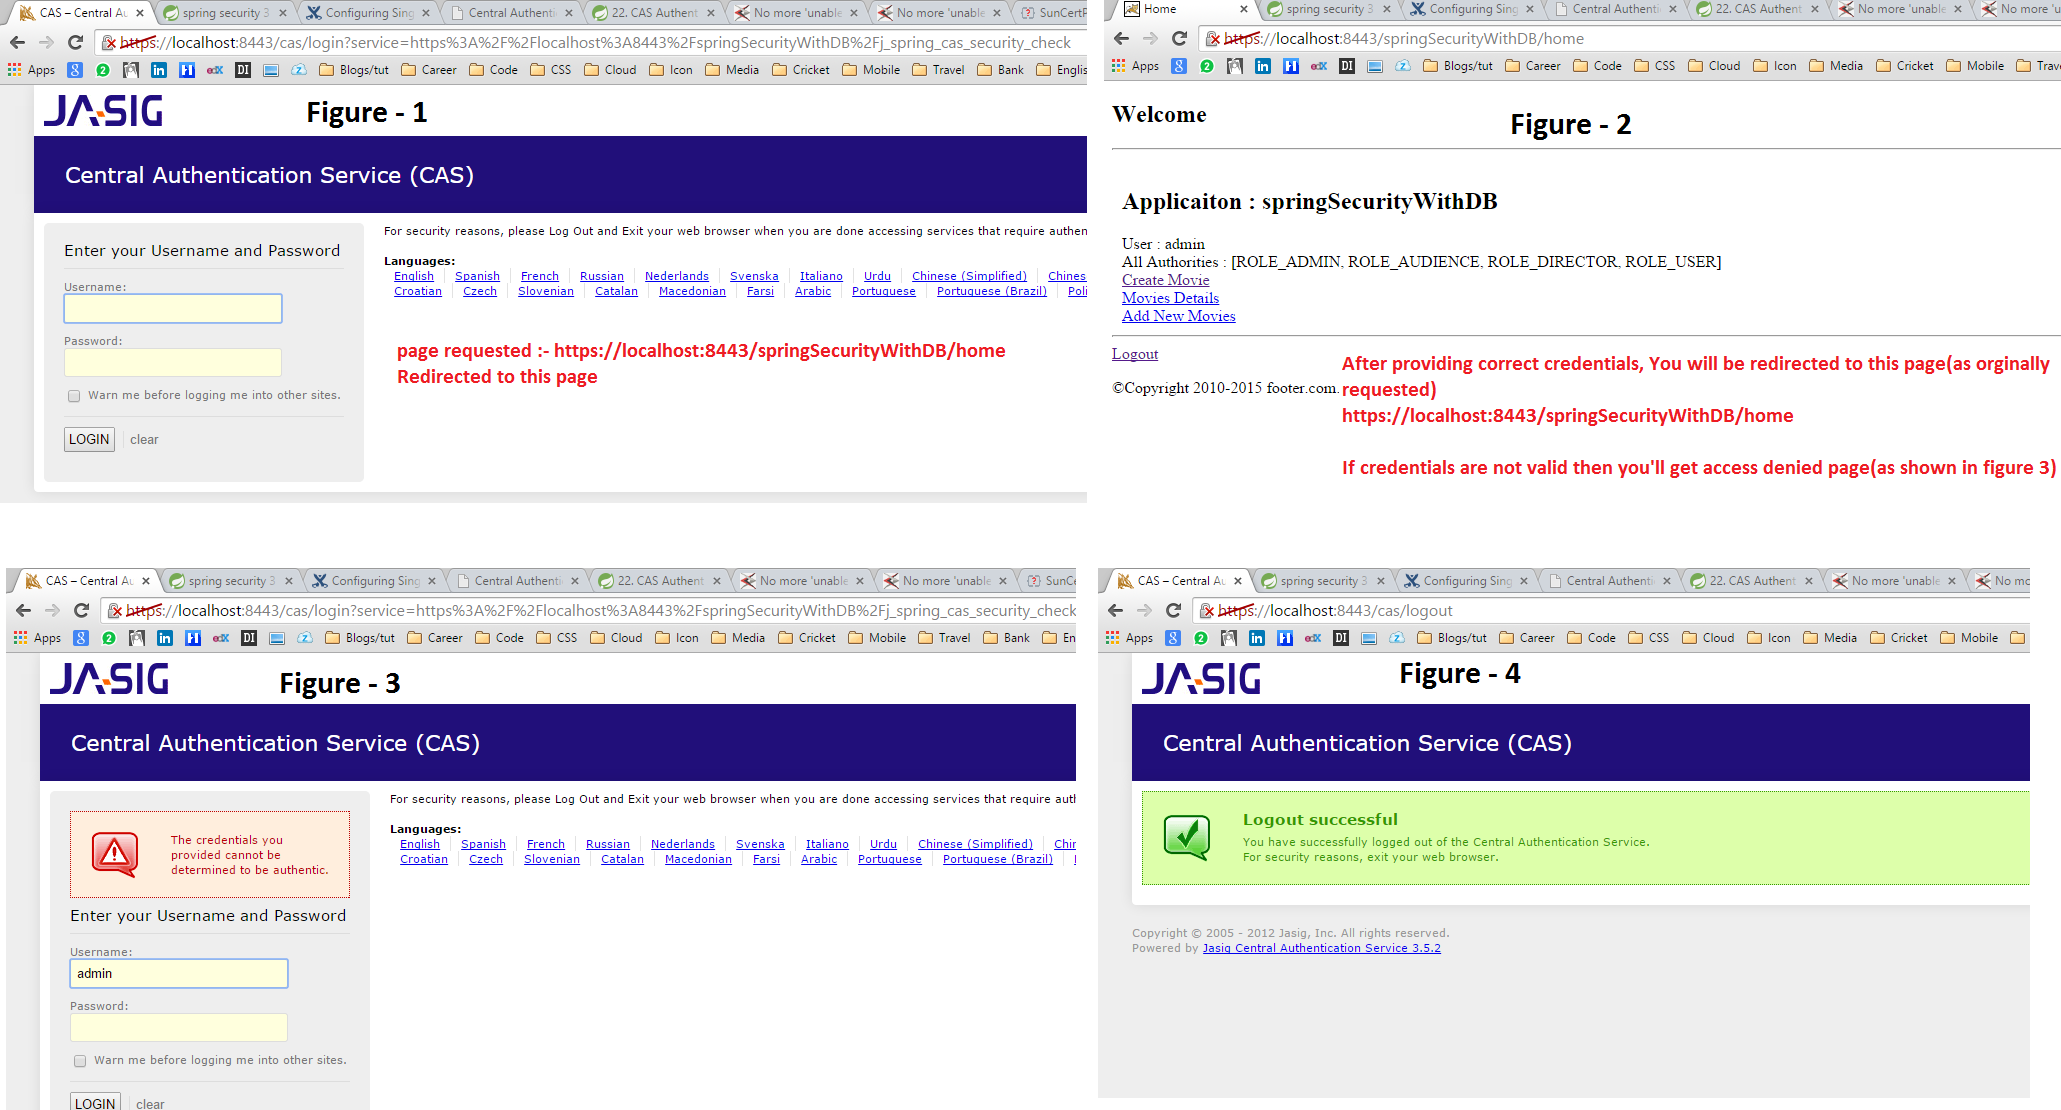 CAS – Central Au
spring security 3
Configuring Sing
Central Authenti
22. CAS Authent
No more 'unable
No more 'unable
SunCertP
https://localhost:8443/cas/login?service=https%3A%2F%2Flocalhost%3A8443%2FspringSecurityWithDB%2Fj_spring_cas_security_check
Apps Blogs/tut Career Code CSS Cloud Icon Media Cricket Mobile Travel Bank Englis
JA-SIG
Figure - 1
Central Authentication Service (CAS)
Enter your Username and Password
Username:
Password:
Warn me before logging me into other sites.
LOGIN clear
For security reasons, please Log Out and Exit your web browser when you are done accessing services that require authen
Languages:
English Spanish French Russian Nederlands Svenska Italiano Urdu Chinese (Simplified) Chines
Croatian Czech Slovenian Catalan Macedonian Farsi Arabic Portuguese Portuguese (Brazil) Poli
page requested :- https://localhost:8443/springSecurityWithDB/home
Redirected to this page
Home
spring security 3
Configuring Sing
Central Authenti
22. CAS Authent
No more 'unable
No more 'u
https://localhost:8443/springSecurityWithDB/home
Apps Blogs/tut Career Code CSS Cloud Icon Media Cricket Mobile Trav
Welcome
Figure - 2
Applicaiton : springSecurityWithDB
User : admin
All Authorities : [ROLE_ADMIN, ROLE_AUDIENCE, ROLE_DIRECTOR, ROLE_USER]
Create Movie
Movies Details
Add New Movies
Logout
©Copyright 2010-2015 footer.com.
After providing correct credentials, You will be redirected to this page(as orginally
requested)
https://localhost:8443/springSecurityWithDB/home
If credentials are not valid then you'll get access denied page(as shown in figure 3)
CAS – Central Au
spring security 3
Configuring Sing
Central Authenti
22. CAS Authent
No more 'unable
No more 'unable
SunCe
https://localhost:8443/cas/login?service=https%3A%2F%2Flocalhost%3A8443%2FspringSecurityWithDB%2Fj_spring_cas_security_check
Apps Blogs/tut Career Code CSS Cloud Icon Media Cricket Mobile Travel Bank En
JA-SIG
Figure - 3
Central Authentication Service (CAS)
The credentials you
provided cannot be
determined to be authentic.
Enter your Username and Password
Username:
admin
Password:
Warn me before logging me into other sites.
LOGIN clear
For security reasons, please Log Out and Exit your web browser when you are done accessing services that require auth
Languages:
English Spanish French Russian Nederlands Svenska Italiano Urdu Chinese (Simplified) Chir
Croatian Czech Slovenian Catalan Macedonian Farsi Arabic Portuguese Portuguese (Brazil)
CAS – Central Au
spring security 3
Configuring Sing
Central Authenti
22. CAS Authent
No more 'unable
No mo
https://localhost:8443/cas/logout
Apps Blogs/tut Career Code CSS Cloud Icon Media Cricket Mobile
JA-SIG
Figure - 4
Central Authentication Service (CAS)
Logout successful
You have successfully logged out of the Central Authentication Service.
For security reasons, exit your web browser.
Copyright © 2005 - 2012 Jasig, Inc. All rights reserved.
Powered by Jasig Central Authentication Service 3.5.2